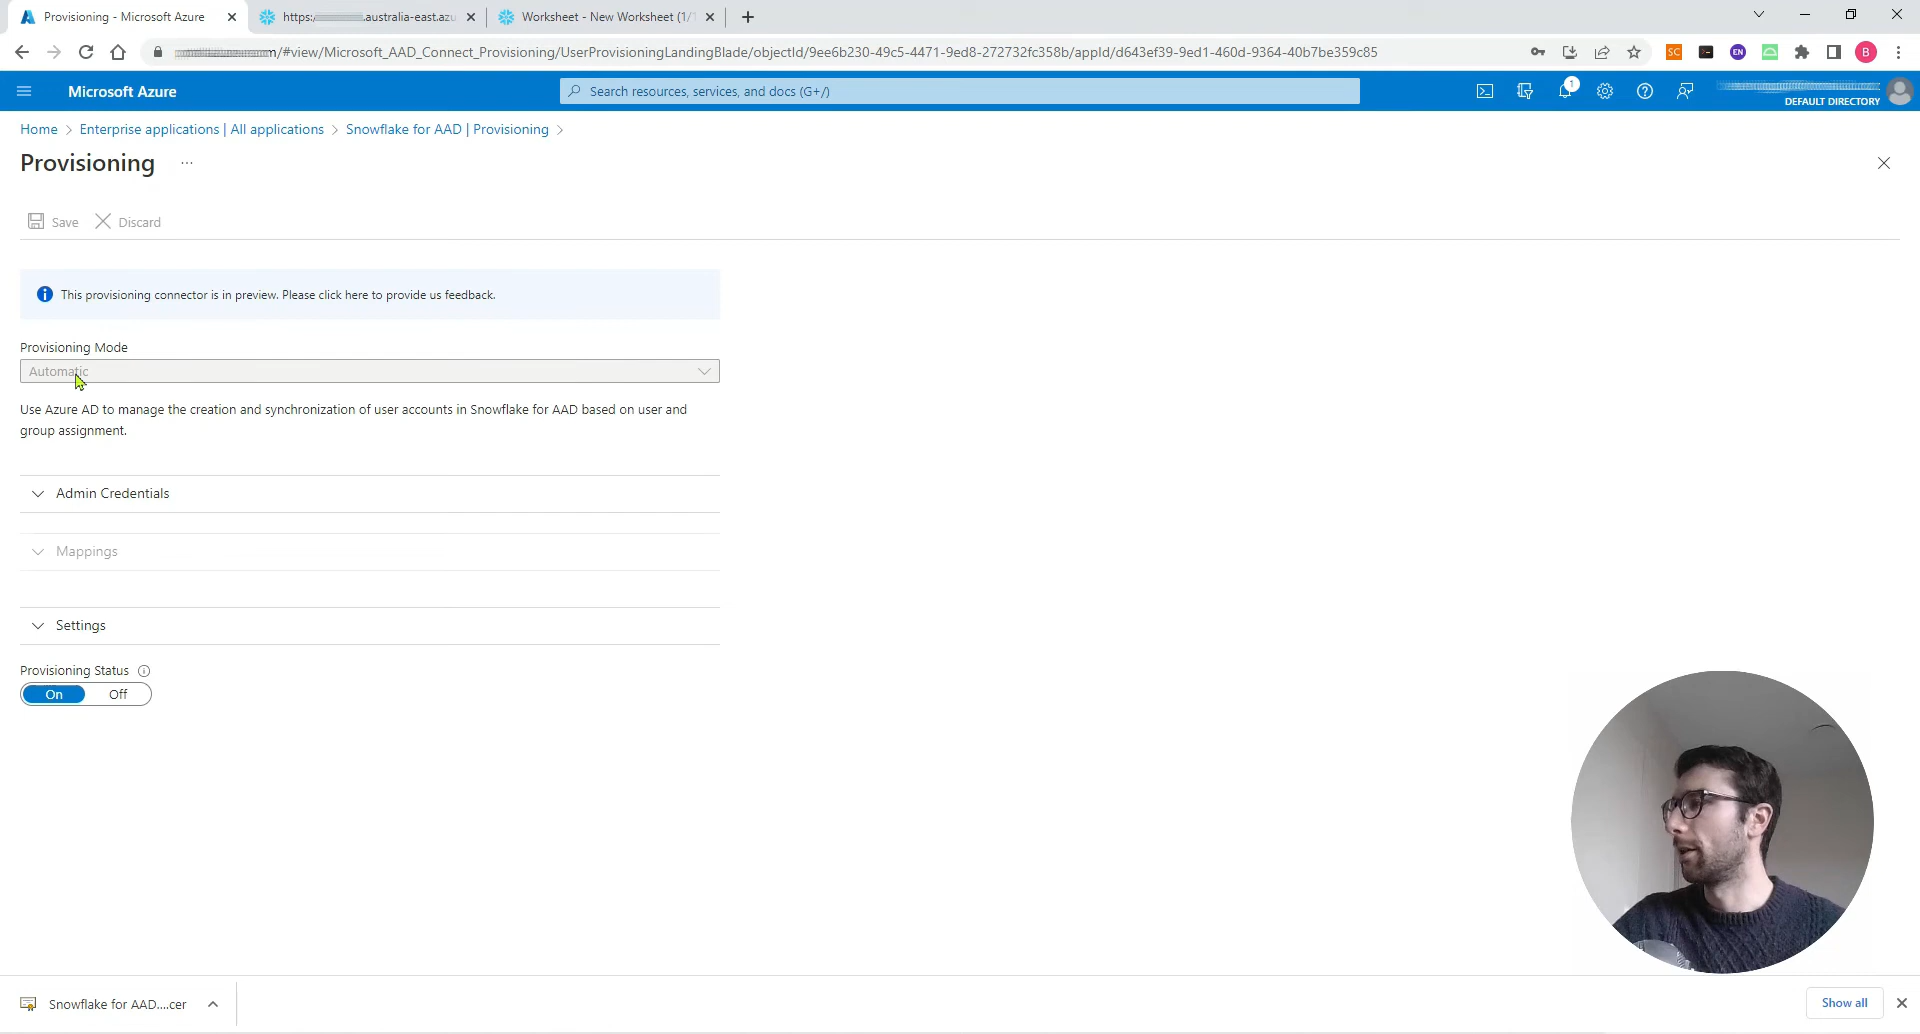 Provisioning - Microsoft Azure
https:/
.australia-east.azu
Worksheet - New Worksheet (1/1
m/#view/Microsoft_AAD_Connect_Provisioning/UserProvisioningLandingBlade/objectId/9ee6b230-49c5-4471-9ed8-272732fc358b/appId/d643ef39-9ed1-460d-9364-40b7be359c85
SC
EN
B
Microsoft Azure
Search resources, services, and docs (G+/)
1
DEFAULT DIRECTORY
Home > Enterprise applications | All applications > Snowflake for AAD | Provisioning >
Provisioning ...
Save
Discard
This provisioning connector is in preview. Please click here to provide us feedback.
Provisioning Mode
Automatic
Use Azure AD to manage the creation and synchronization of user accounts in Snowflake for AAD based on user and
group assignment.
Admin Credentials
Mappings
Settings
Provisioning Status
On
Off
Snowflake for AAD....cer
Show all